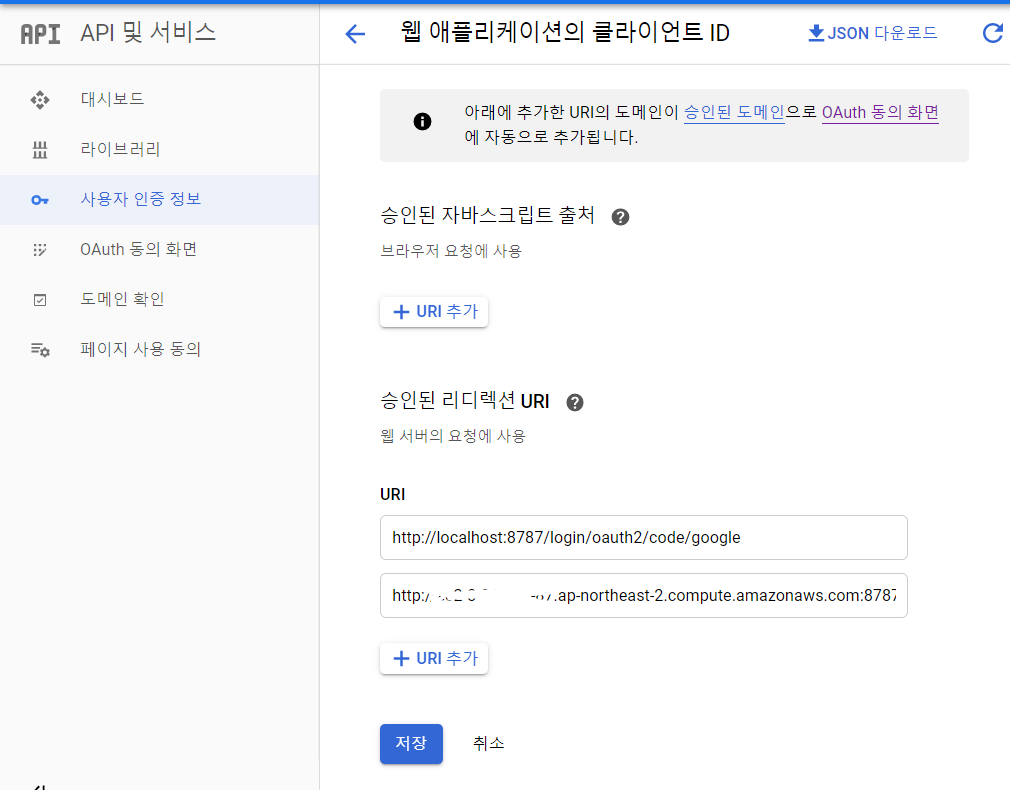 API API 및 서비스
대시보드
라이브러리
사용자 인증 정보
OAuth 동의 화면
도메인 확인
페이지 사용 동의
웹 애플리케이션의 클라이언트 ID
JSON 다운로드
아래에 추가한 URI의 도메인이 승인된 도메인으로 OAuth 동의 화면
에 자동으로 추가됩니다.
승인된 자바스크립트 출처
브라우저 요청에 사용
URI 추가
승인된 리디렉션 URI
웹 서버의 요청에 사용
URI
http://localhost:8787/login/oauth2/code/google
http:/ .ap-northeast-2.compute.amazonaws.com:8787
URI 추가
저장 취소